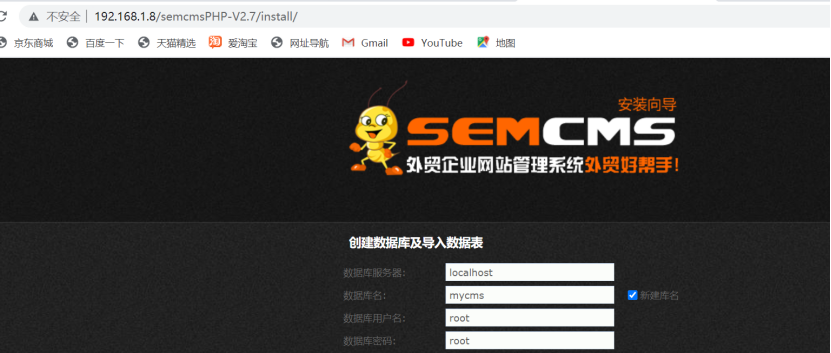 不安全 | 192.168.1.8/semcmsPHP-V2.7/install/
京东商城 百度一下 天猫精选 淘 爱淘宝 网址导航 Gmail YouTube 地图
安装向导
SEMCMS
外贸企业网站管理系统外贸好帮手!
创建数据库及导入数据表
数据库服务器: localhost
数据库名: mycms 新建库名
数据库用户名: root
数据库密码: root